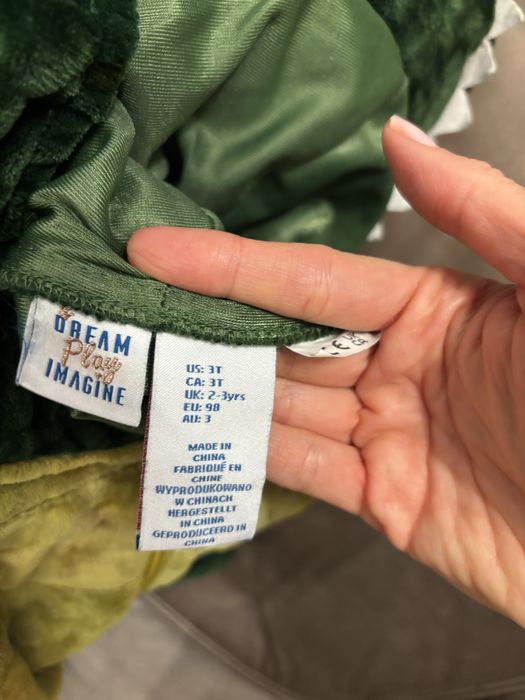 DREAM
Play
IMAGINE
US: 3T
CA: 3T
UK: 2-3yrs
EU: 98
AU: 3
MADE IN
CHINA
FABRIQUÉ EN
CHINE
WYPRODUKOWANO
W CHINACH
HERGESTELLT
IN CHINA
GEPRODUCEERD IN
CHINA
CE